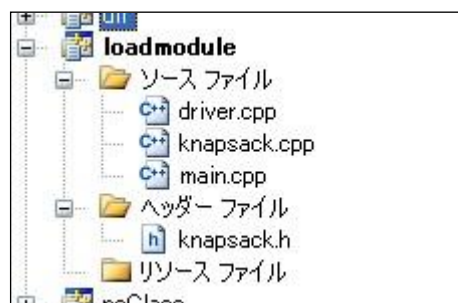 loadmodule
ソース ファイル
driver.cpp
knapsack.cpp
main.cpp
ヘッダー ファイル
knapsack.h
リソース ファイル